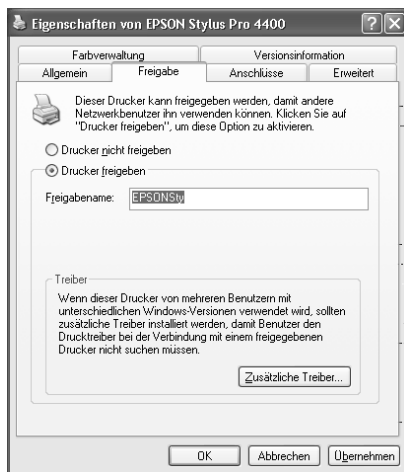 Eigenschaften von EPSON Stylus Pro 4400
Farbverwaltung Versionsinformation
Allgemein Freigabe Anschlüsse Erweitert
Dieser Drucker kann freigegeben werden, damit andere
Netzwerkbenutzer ihn verwenden können. Klicken Sie auf
"Drucker freigeben", um diese Option zu aktivieren.
Drucker nicht freigeben
Drucker freigeben
Freigabename: EPSONSty
Treiber
Wenn dieser Drucker von mehreren Benutzern mit
unterschiedlichen Windows-Versionen verwendet wird, sollten
zusätzliche Treiber installiert werden, damit Benutzer den
Drucktreiber bei der Verbindung mit einem freigegebenen
Drucker nicht suchen müssen.
Zusätzliche Treiber...
OK Abbrechen Übernehmen